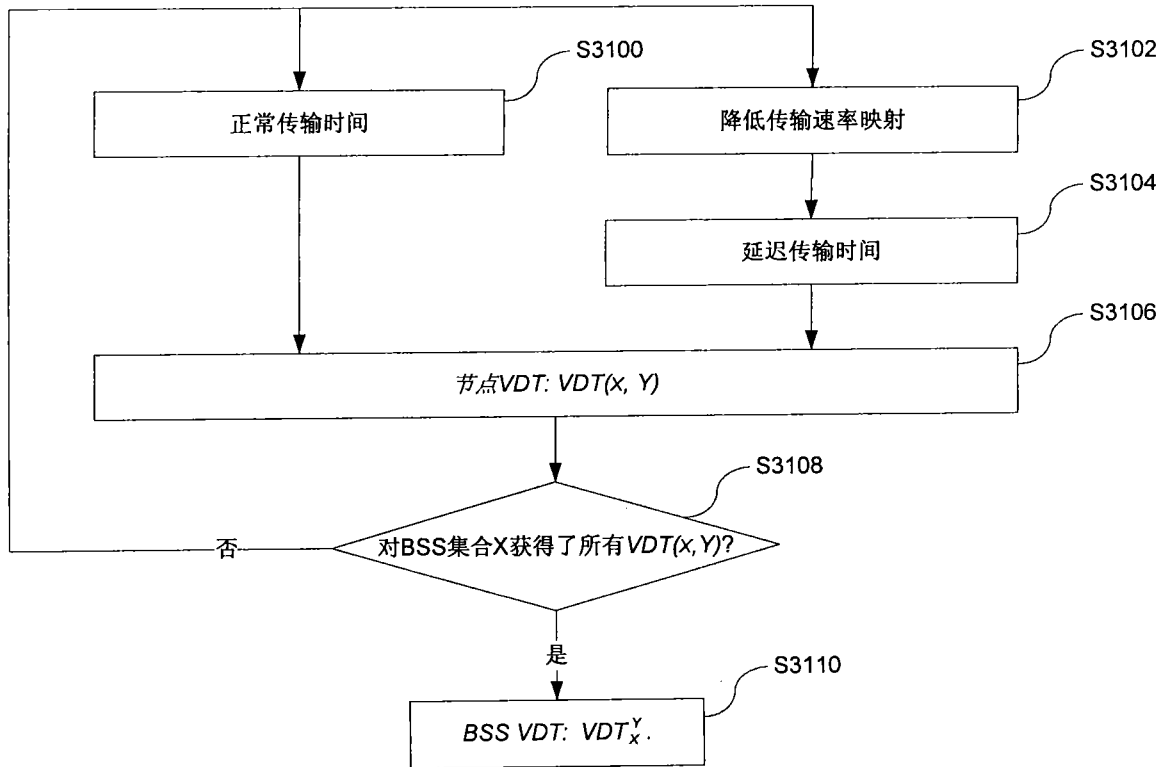 S3100
S3102
正常传输时间
降低传输速率映射
S3104
延迟传输时间
S3106
节点VDT: VDT(x, Y)
S3108
对BSS集合X获得了所有VDT(x,Y)?
否
是
S3110
BSS VDT: VDT_X^Y.